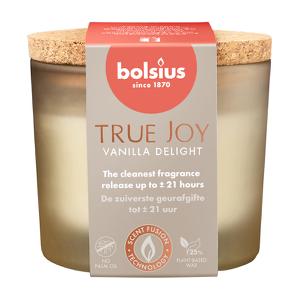 bolsius
since 1870
TRUE JOY
VANILLA DELIGHT
The cleanest fragrance
release up to ± 21 hours
De zuiverste geurafgifte
tot ± 21 uur
SCENT FUSION
TECHNOLOGY
NO
PALM OIL
PLANT-BASED
WAX